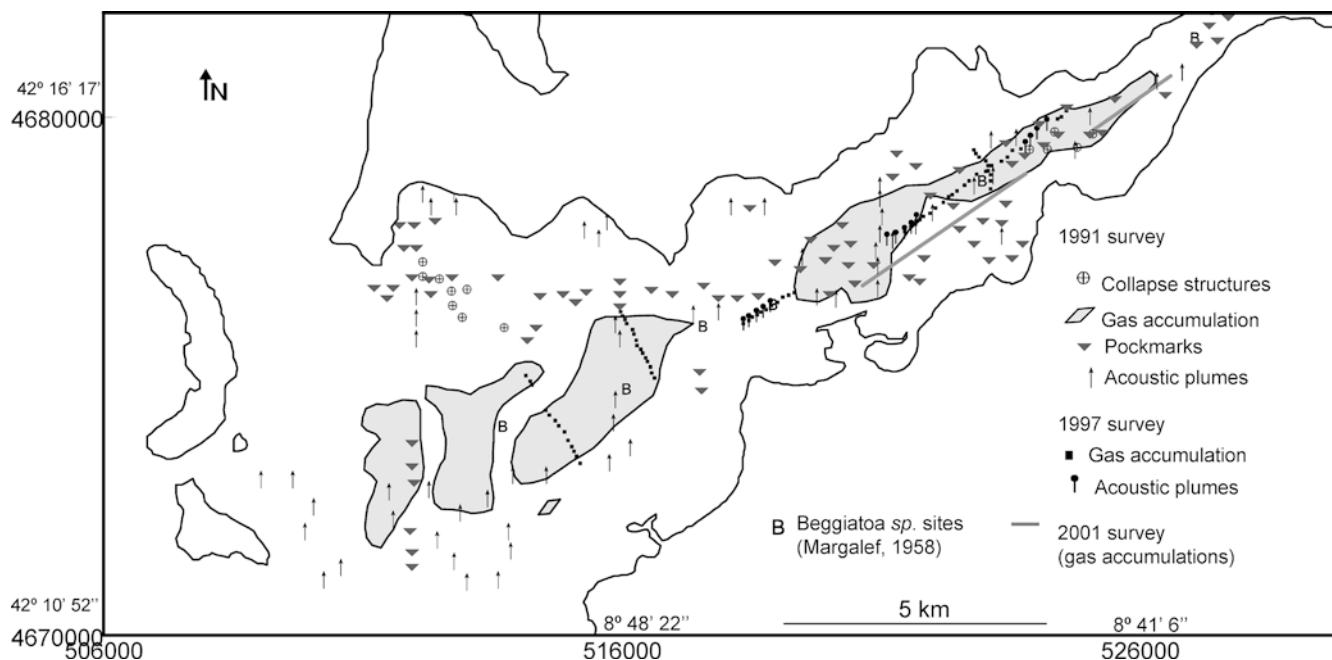 42º 16' 17''
4680000
N
B
B
B
B
B
B
1991 survey
Collapse structures
Gas accumulation
Pockmarks
Acoustic plumes
1997 survey
Gas accumulation
Acoustic plumes
B Beggiatoa sp. sites
(Margalef, 1958)
2001 survey
(gas accumulations)
42º 10' 52''
4670000
8º 48' 22''
5 km
8º 41' 6''
506000
516000
526000